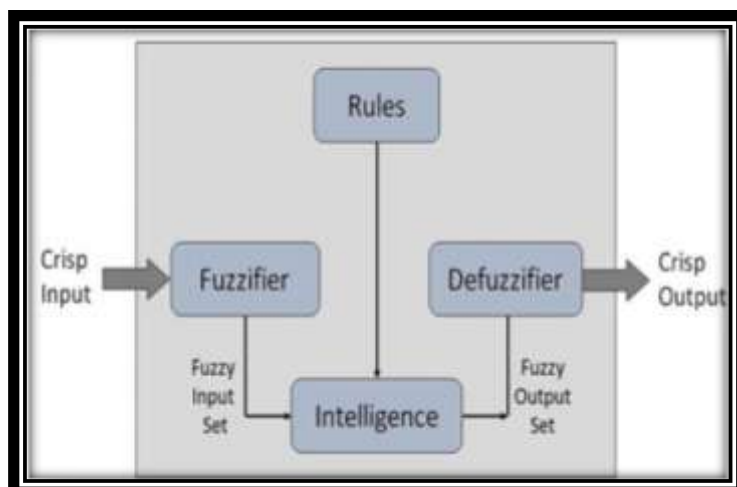 Rules
Crisp
Input
Fuzzifier
Defuzzifier
Crisp
Output
Fuzzy
Input
Set
Intelligence
Fuzzy
Output
Set